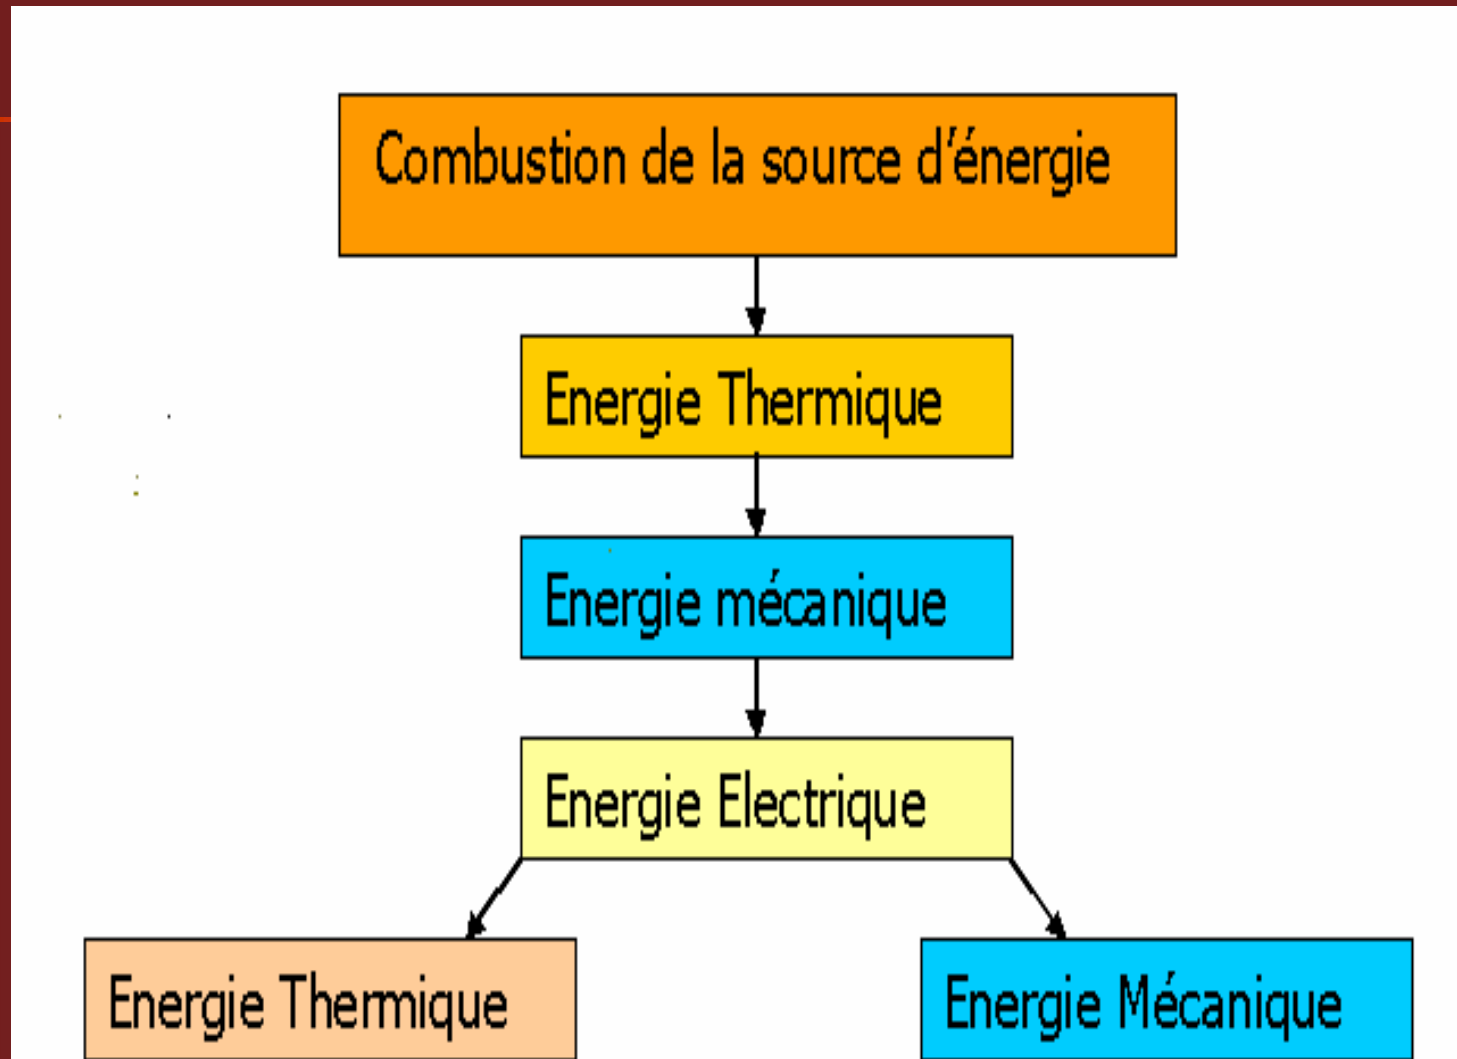 Combustion de la source d'énergie
Energie Thermique
Energie mécanique
Energie Electrique
Energie Thermique
Energie Mécanique